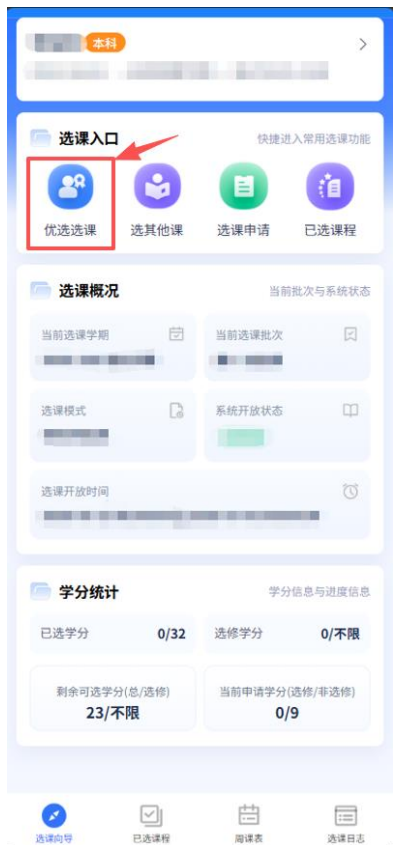 本科
选课入口 快捷进入常用选课功能
优选选课 选其他课 选课申请 已选课程
选课概况 当前批次与系统状态
当前选课学期 当前选课批次
选课模式 系统开放状态
选课开放时间
学分统计 学分信息与进度信息
已选学分 0/32 选修学分 0/不限
剩余可选学分(总/选修) 当前申请学分(选修/非选修)
23/不限 0/9
选课向导 已选课程 周课表 选课日志